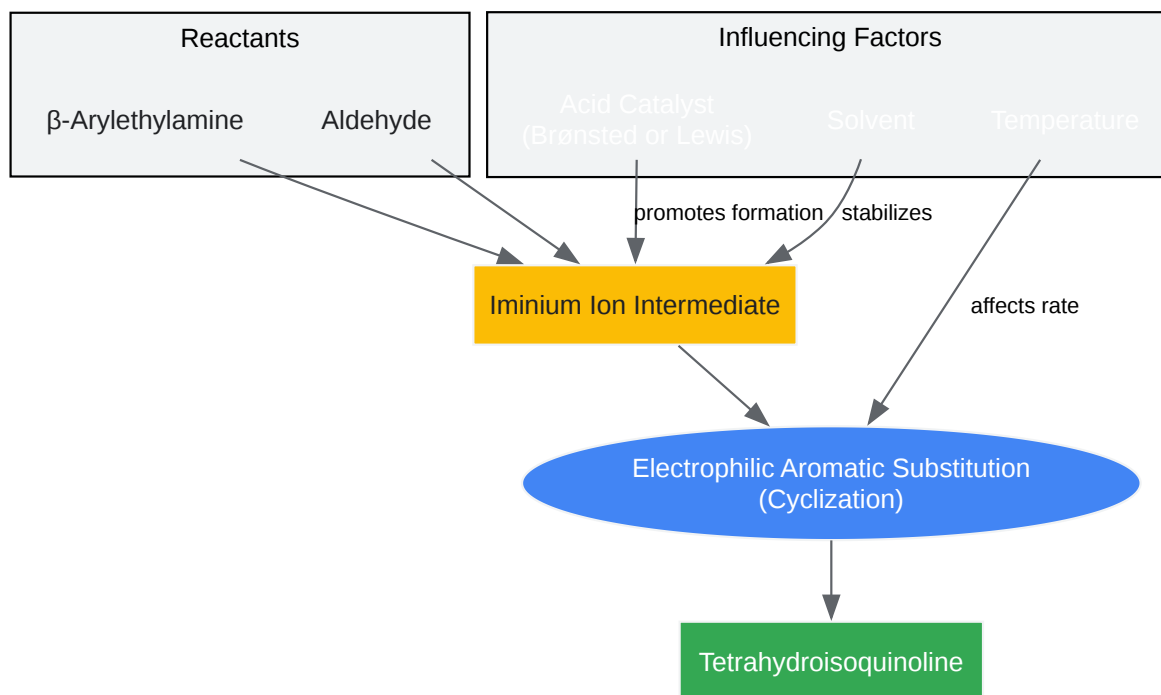 Reactants
Influencing Factors
β-Arylethylamine
Aldehyde
Acid Catalyst
(Brønsted or Lewis)
Solvent
Temperature
promotes formation
stabilizes
Iminium Ion Intermediate
affects rate
Electrophilic Aromatic Substitution
(Cyclization)
Tetrahydroisoquinoline